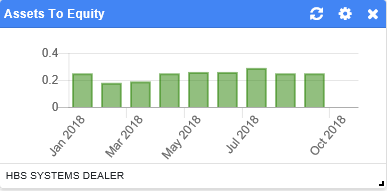 Assets To Equity
0.4
0.2
0
Jan 2018
Mar 2018
May 2018
Jul 2018
Oct 2018
HBS SYSTEMS DEALER